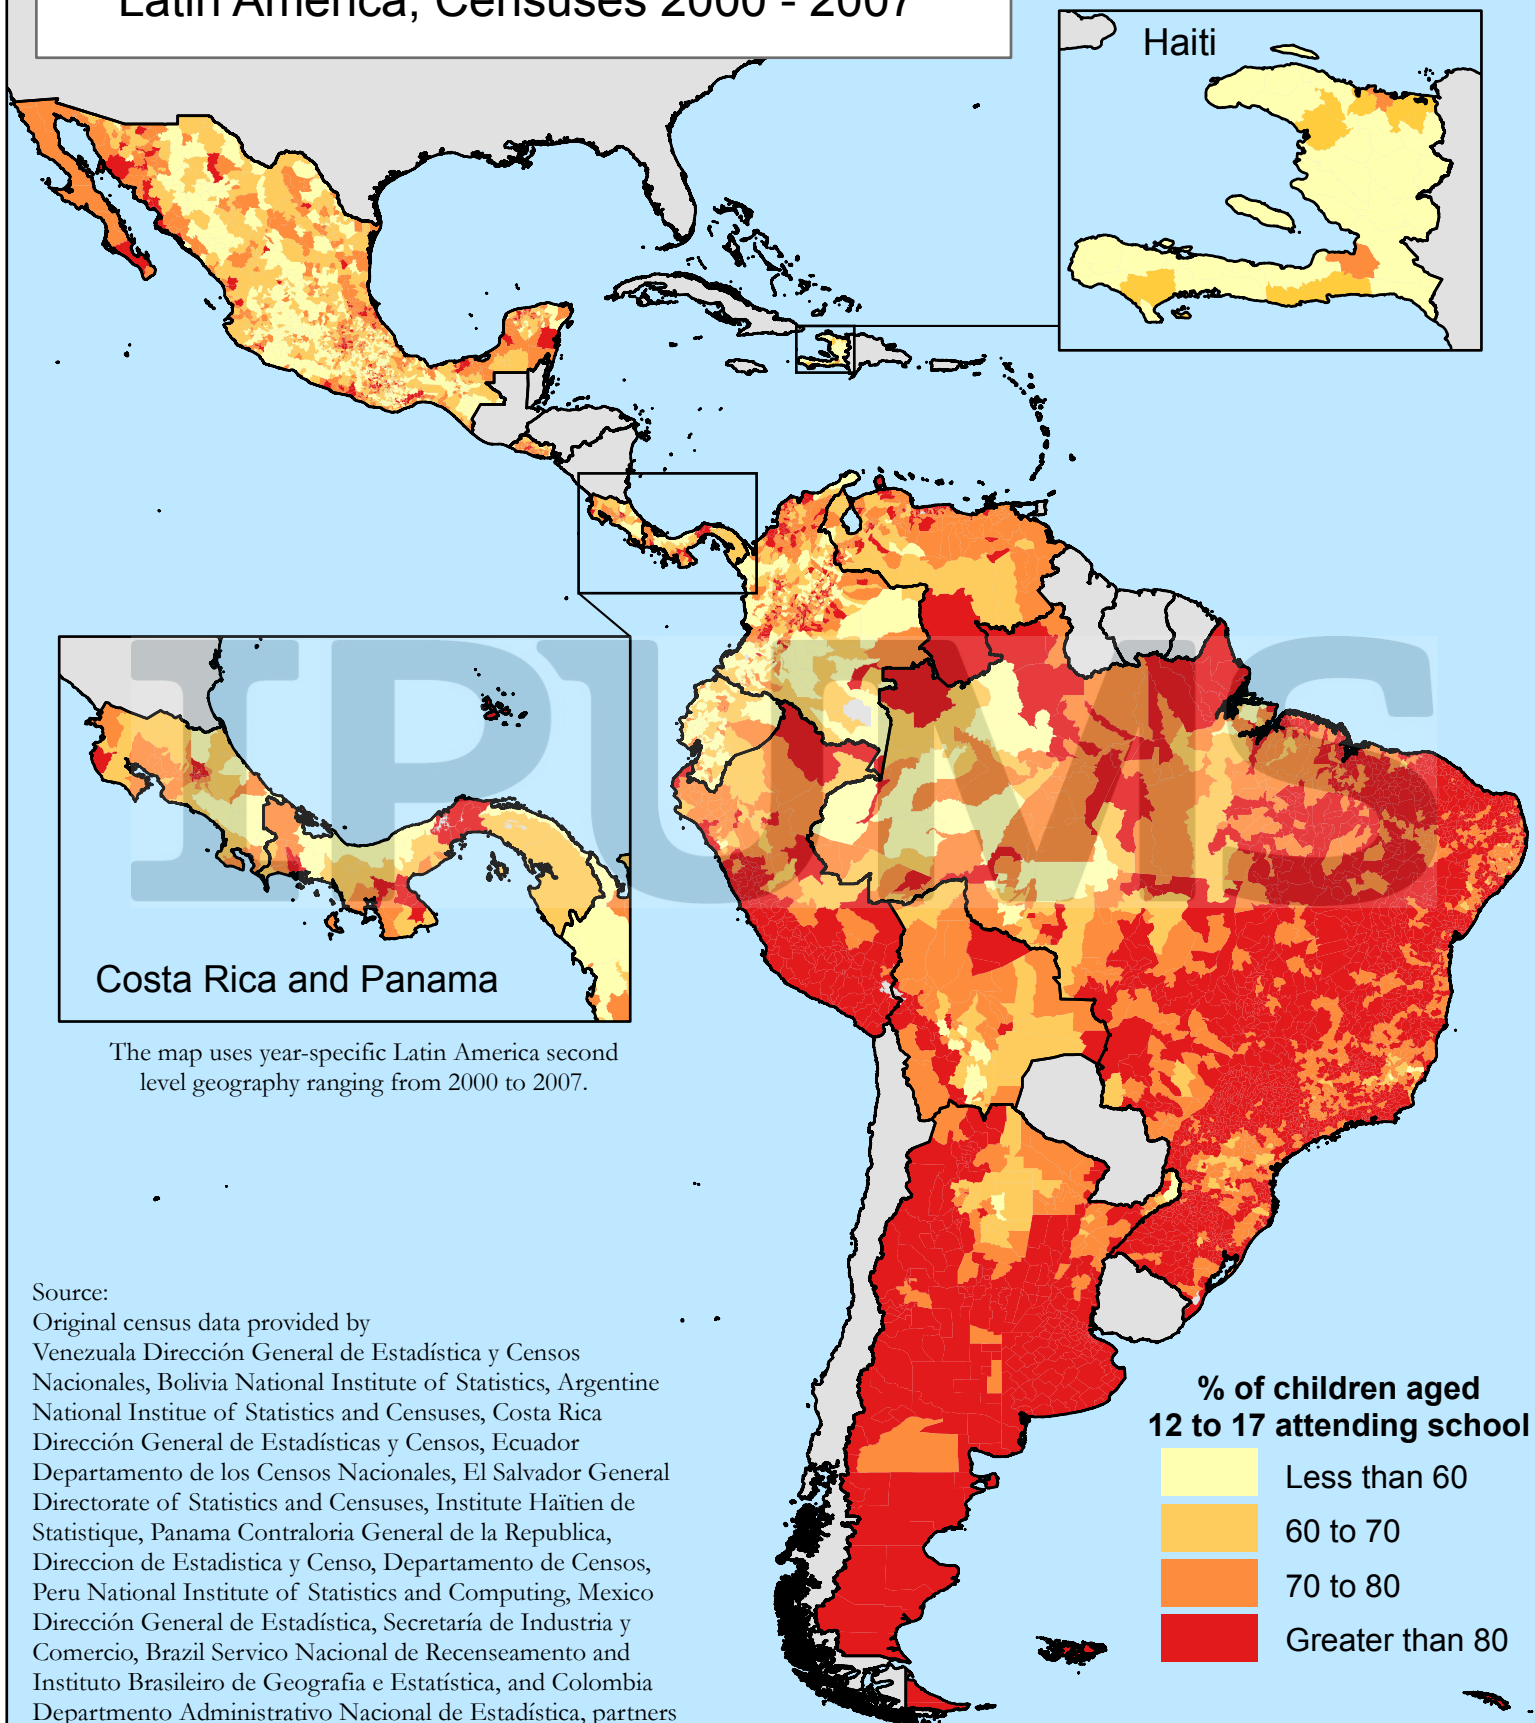 Latin America, Censuses 2000 - 2007
Haiti
IPUMS
Costa Rica and Panama
The map uses year-specific Latin America second
level geography ranging from 2000 to 2007.
Source:
Original census data provided by
Venezuala Dirección General de Estadística y Censos
Nacionales, Bolivia National Institute of Statistics, Argentine
National Institue of Statistics and Censuses, Costa Rica
Dirección General de Estadísticas y Censos, Ecuador
Departamento de los Censos Nacionales, El Salvador General
Directorate of Statistics and Censuses, Institute Haïtien de
Statistique, Panama Contraloria General de la Republica,
Direccion de Estadistica y Censo, Departamento de Censos,
Peru National Institute of Statistics and Computing, Mexico
Dirección General de Estadística, Secretaría de Industria y
Comercio, Brazil Servico Nacional de Recenseamento and
Instituto Brasileiro de Geografia e Estatística, and Colombia
Departmento Administrativo Nacional de Estadística, partners
% of children aged
12 to 17 attending school
Less than 60
60 to 70
70 to 80
Greater than 80